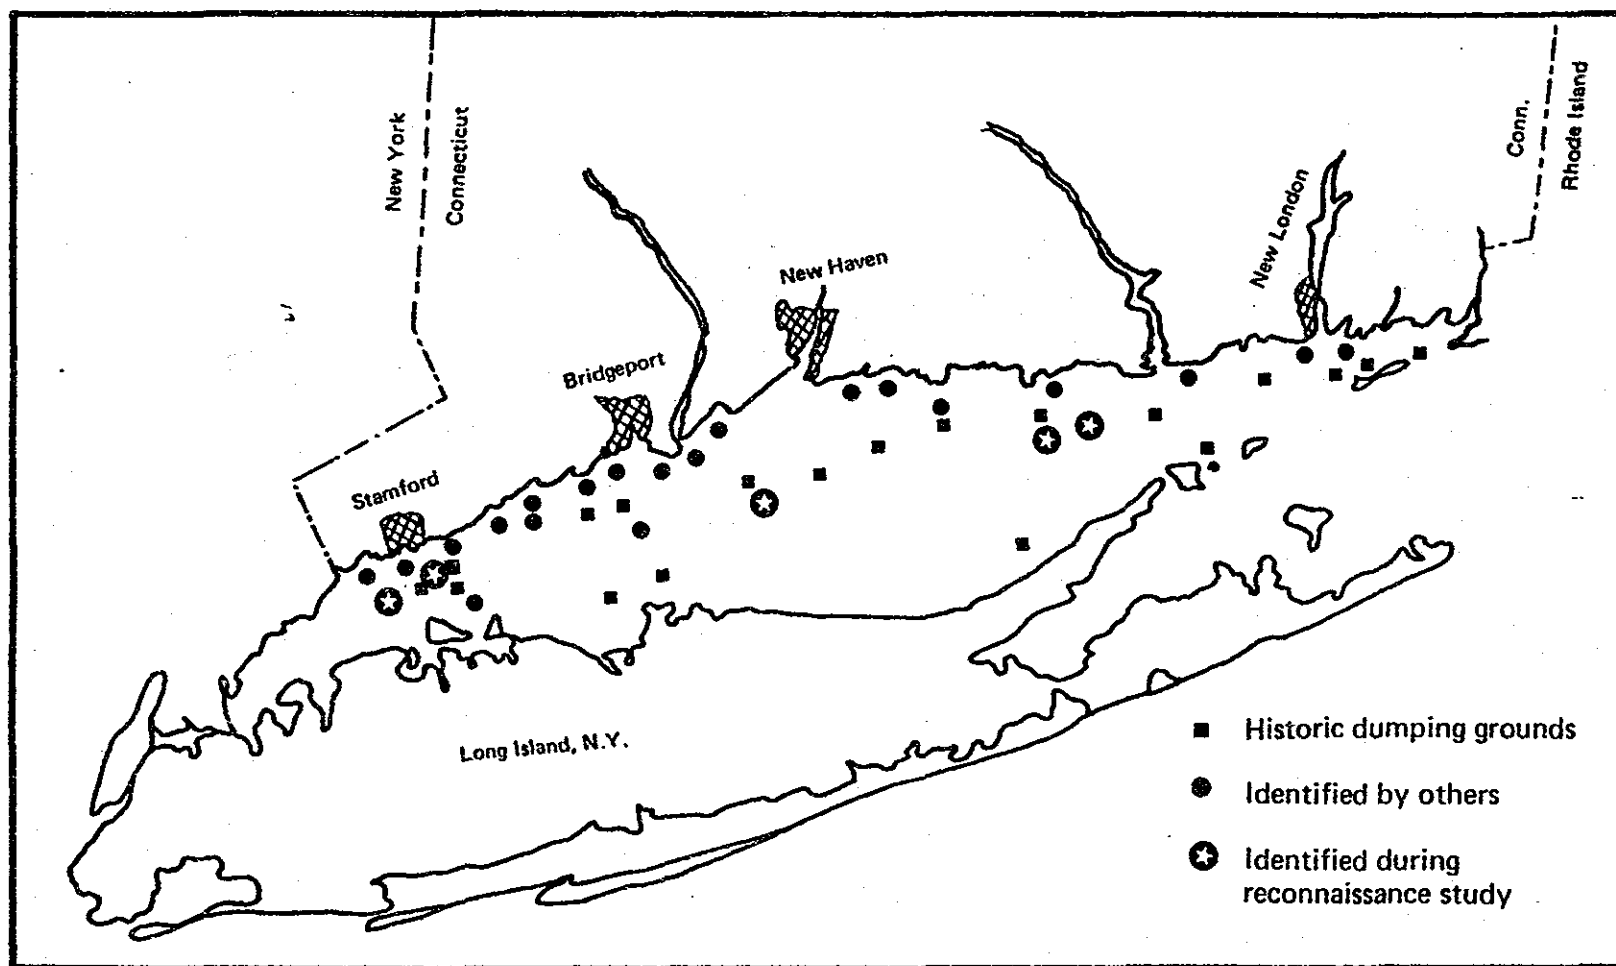 New York
Connecticut
Conn.
Rhode Island
New London
New Haven
Bridgeport
Stamford
Long Island, N.Y.
Historic dumping grounds
Identified by others
Identified during
reconnaissance study